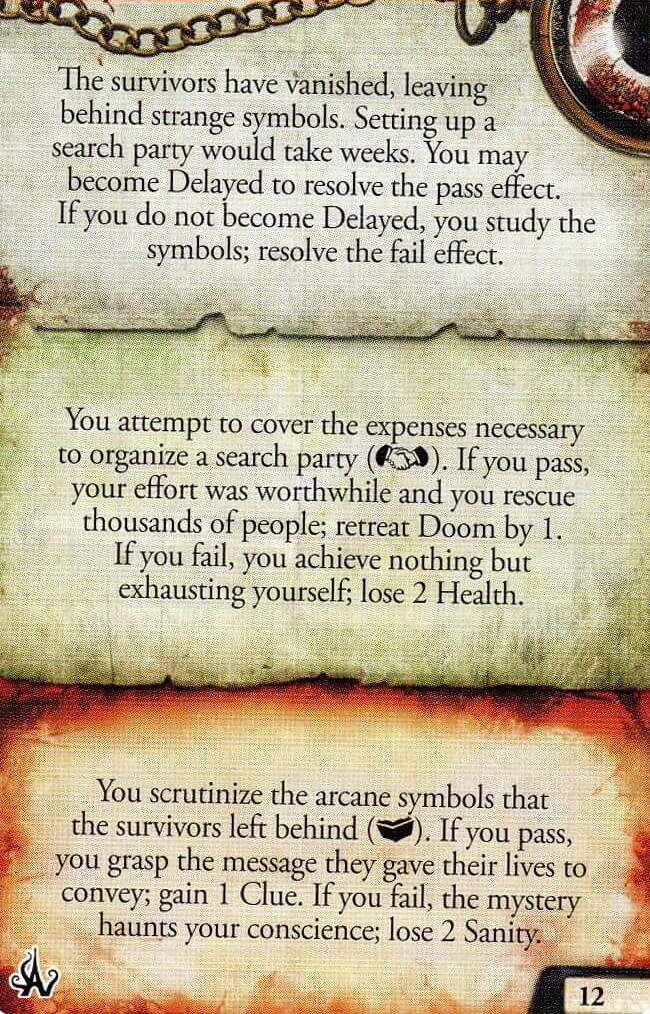 The survivors have vanished, leaving
behind strange symbols. Setting up a
search party would take weeks. You may
become Delayed to resolve the pass effect.
If you do not become Delayed, you study the
symbols; resolve the fail effect.
You attempt to cover the expenses necessary
to organize a search party (). If you pass,
your effort was worthwhile and you rescue
thousands of people; retreat Doom by 1.
If you fail, you achieve nothing but
exhausting yourself; lose 2 Health.
You scrutinize the arcane symbols that
the survivors left behind (). If you pass,
you grasp the message they gave their lives to
convey; gain 1 Clue. If you fail, the mystery
haunts your conscience; lose 2 Sanity.
12